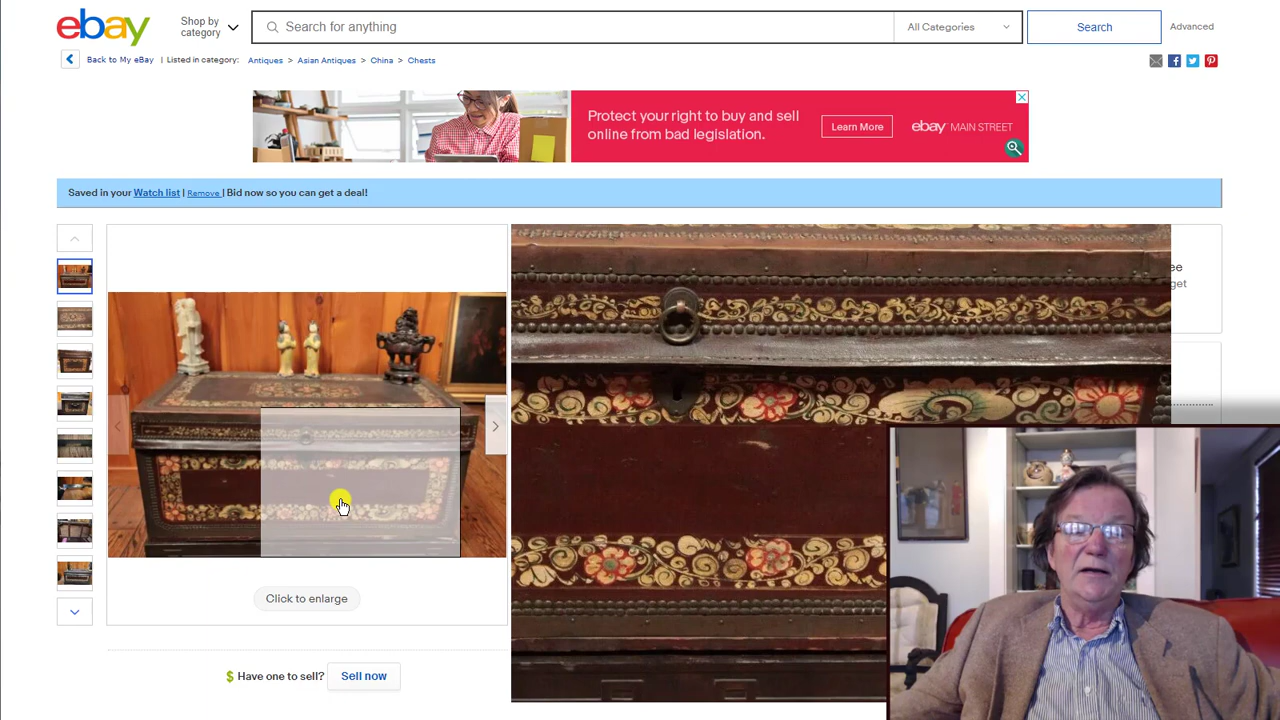 ebay
Shop by
category
Search for anything
All Categories
Search
Advanced
Back to My eBay | Listed in category: Antiques > Asian Antiques > China > Chests
Protect your right to buy and sell
online from bad legislation.
Learn More
ebay MAIN STREET
Saved in your Watch list | Remove | Bid now so you can get a deal!
ee
get
Click to enlarge
$ Have one to sell? Sell now